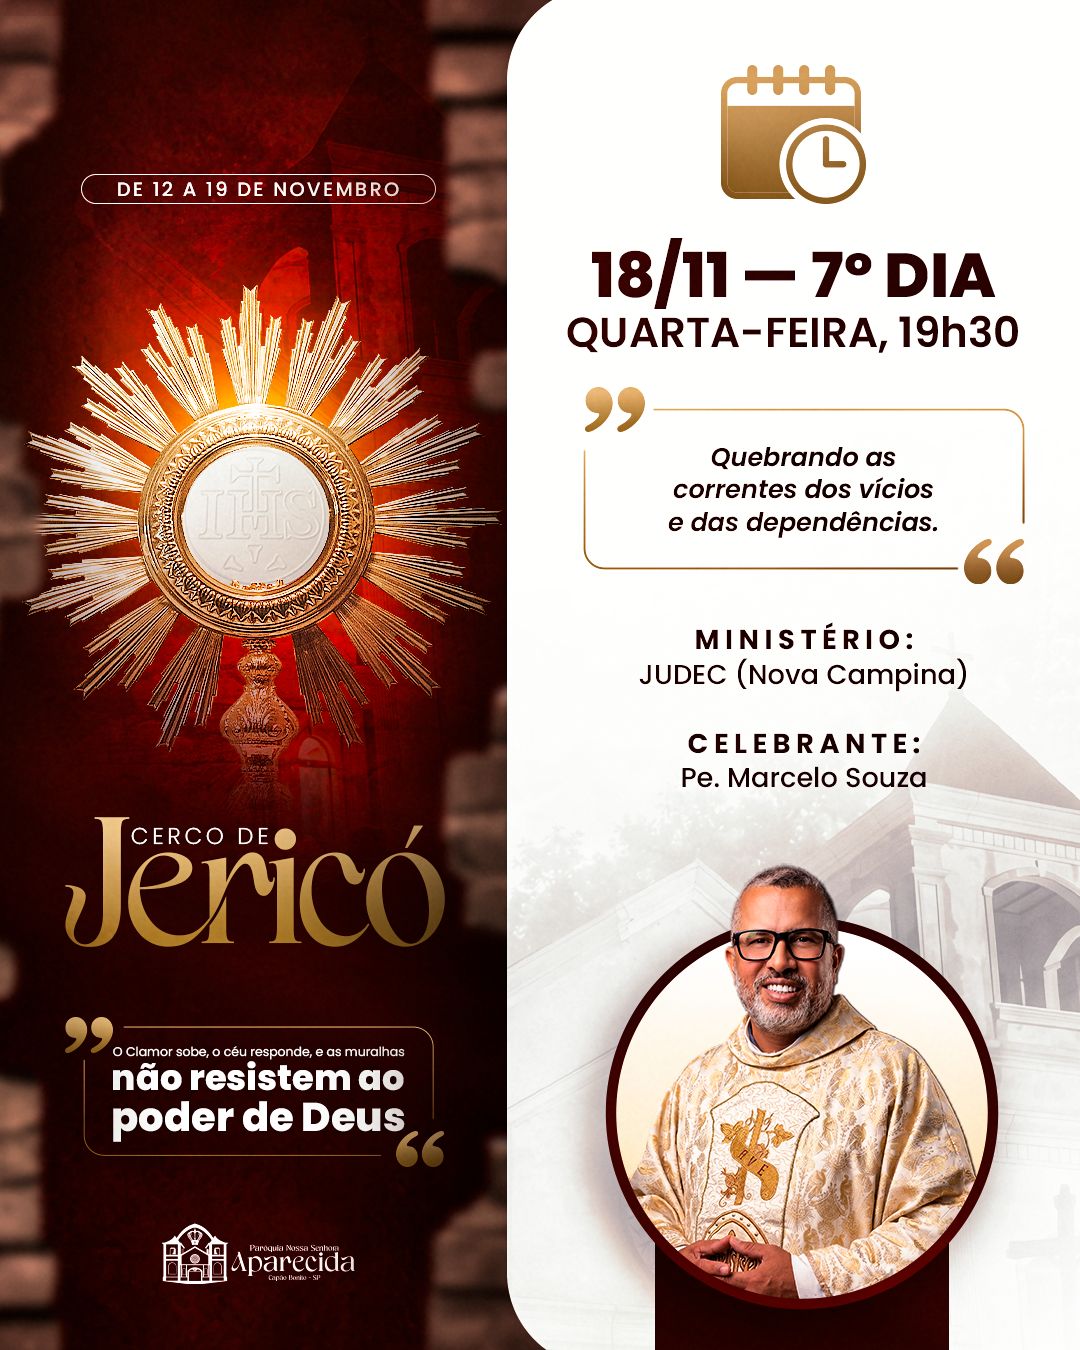 DE 12 A 19 DE NOVEMBRO
IHS
CERCO DE
Jericó
O Clamor sobe, o céu responde, e as muralhas
não resistem ao
poder de Deus
Paróquia Nossa Senhora
Aparecida
Capão Bonito - SP
18/11 — 7º DIA
QUARTA-FEIRA, 19h30
Quebrando as
correntes dos vícios
e das dependências.
MINISTÉRIO:
JUDEC (Nova Campina)
CELEBRANTE:
Pe. Marcelo Souza
AVE